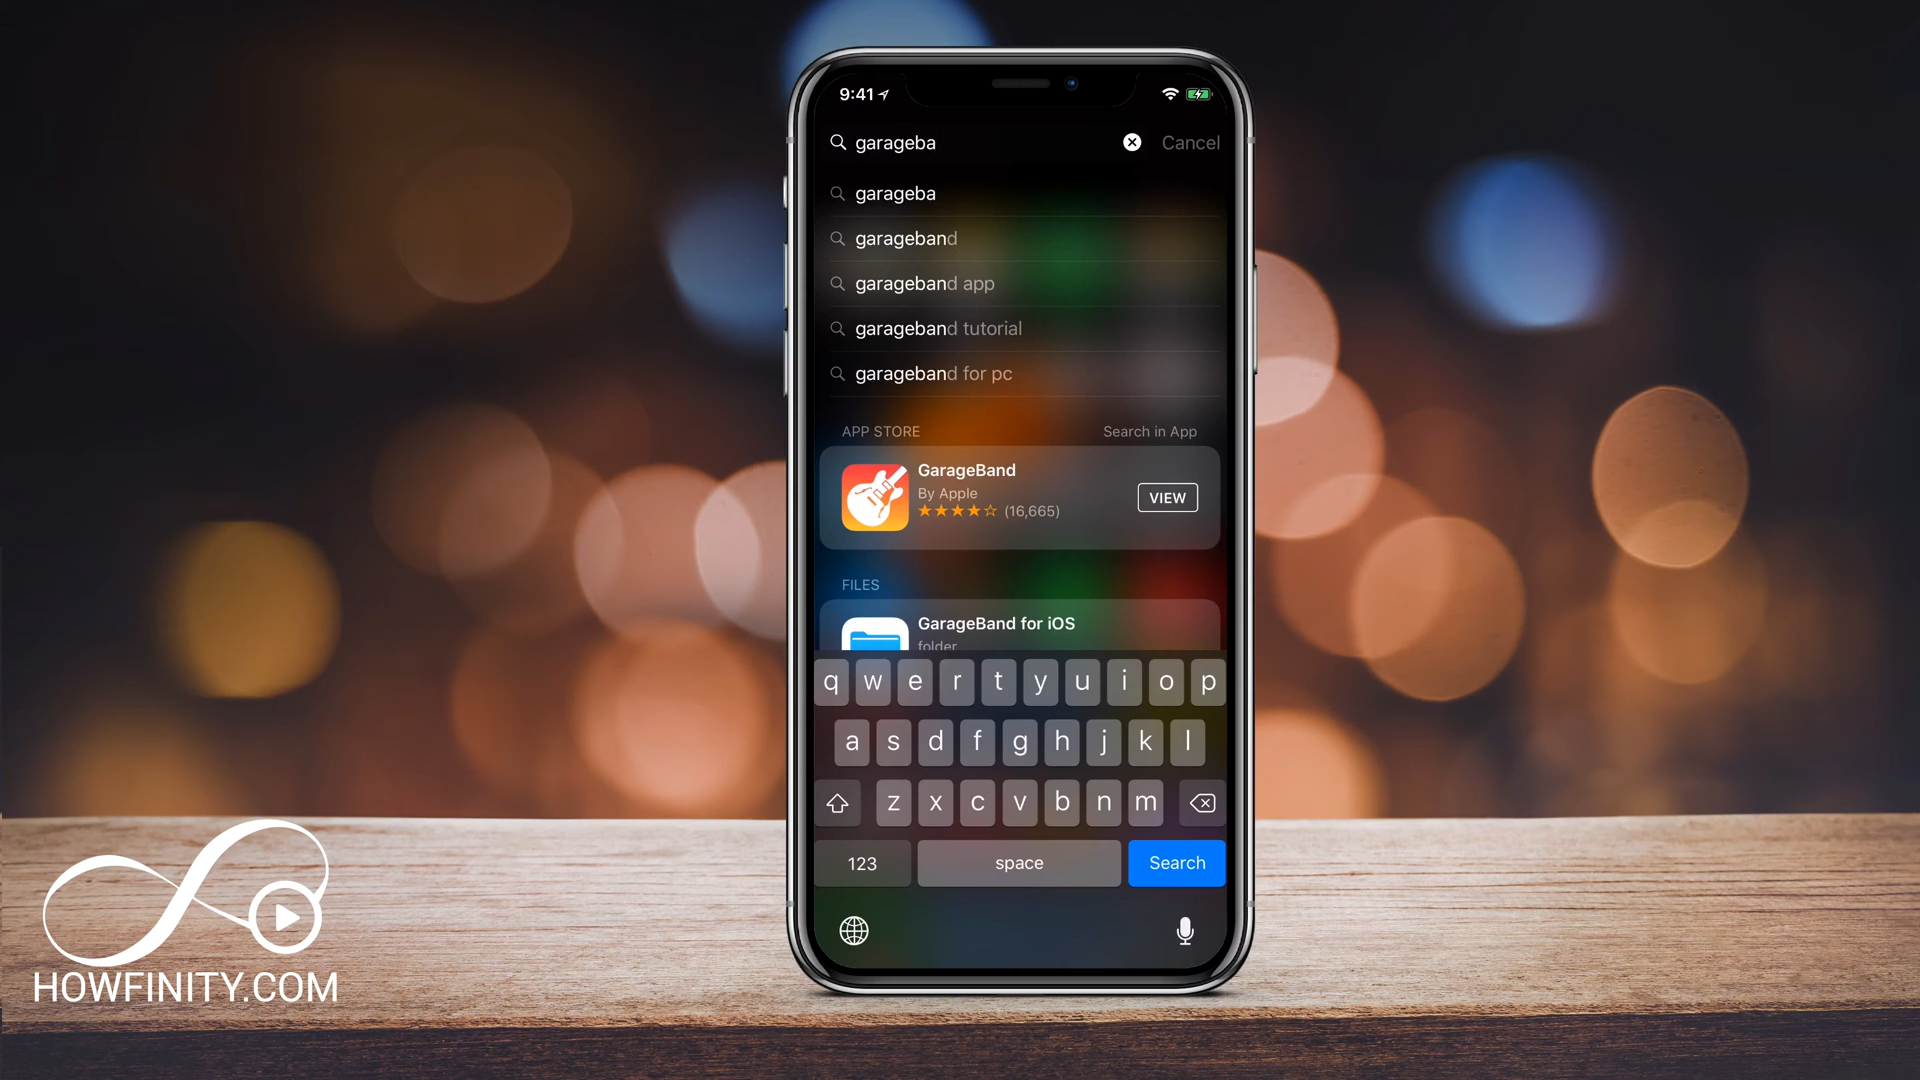 9:41
garageba
Cancel
garageba
garageband
garageband app
garageband tutorial
garageband for pc
APP STORE
Search in App
GarageBand
By Apple
(16,665)
VIEW
FILES
GarageBand for iOS
folder
q w e r t y u i o p
a s d f g h j k l
z x c v b n m
123
space
Search
HOWFINITY.COM